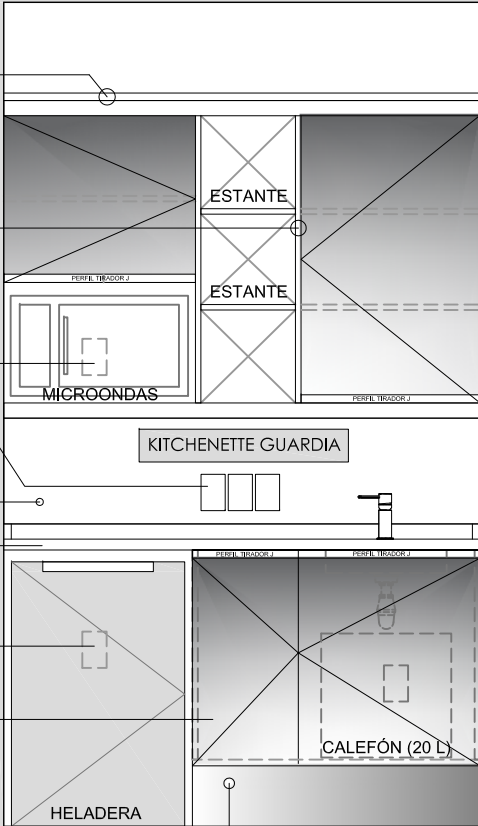 ESTANTE
PERFIL TIRADOR J
ESTANTE
MICROONDAS
PERFIL TIRADOR J
KITCHENETTE GUARDIA
PERFIL TIRADOR J
PERFIL TIRADOR J
CALEFÓN (20 L)
HELADERA